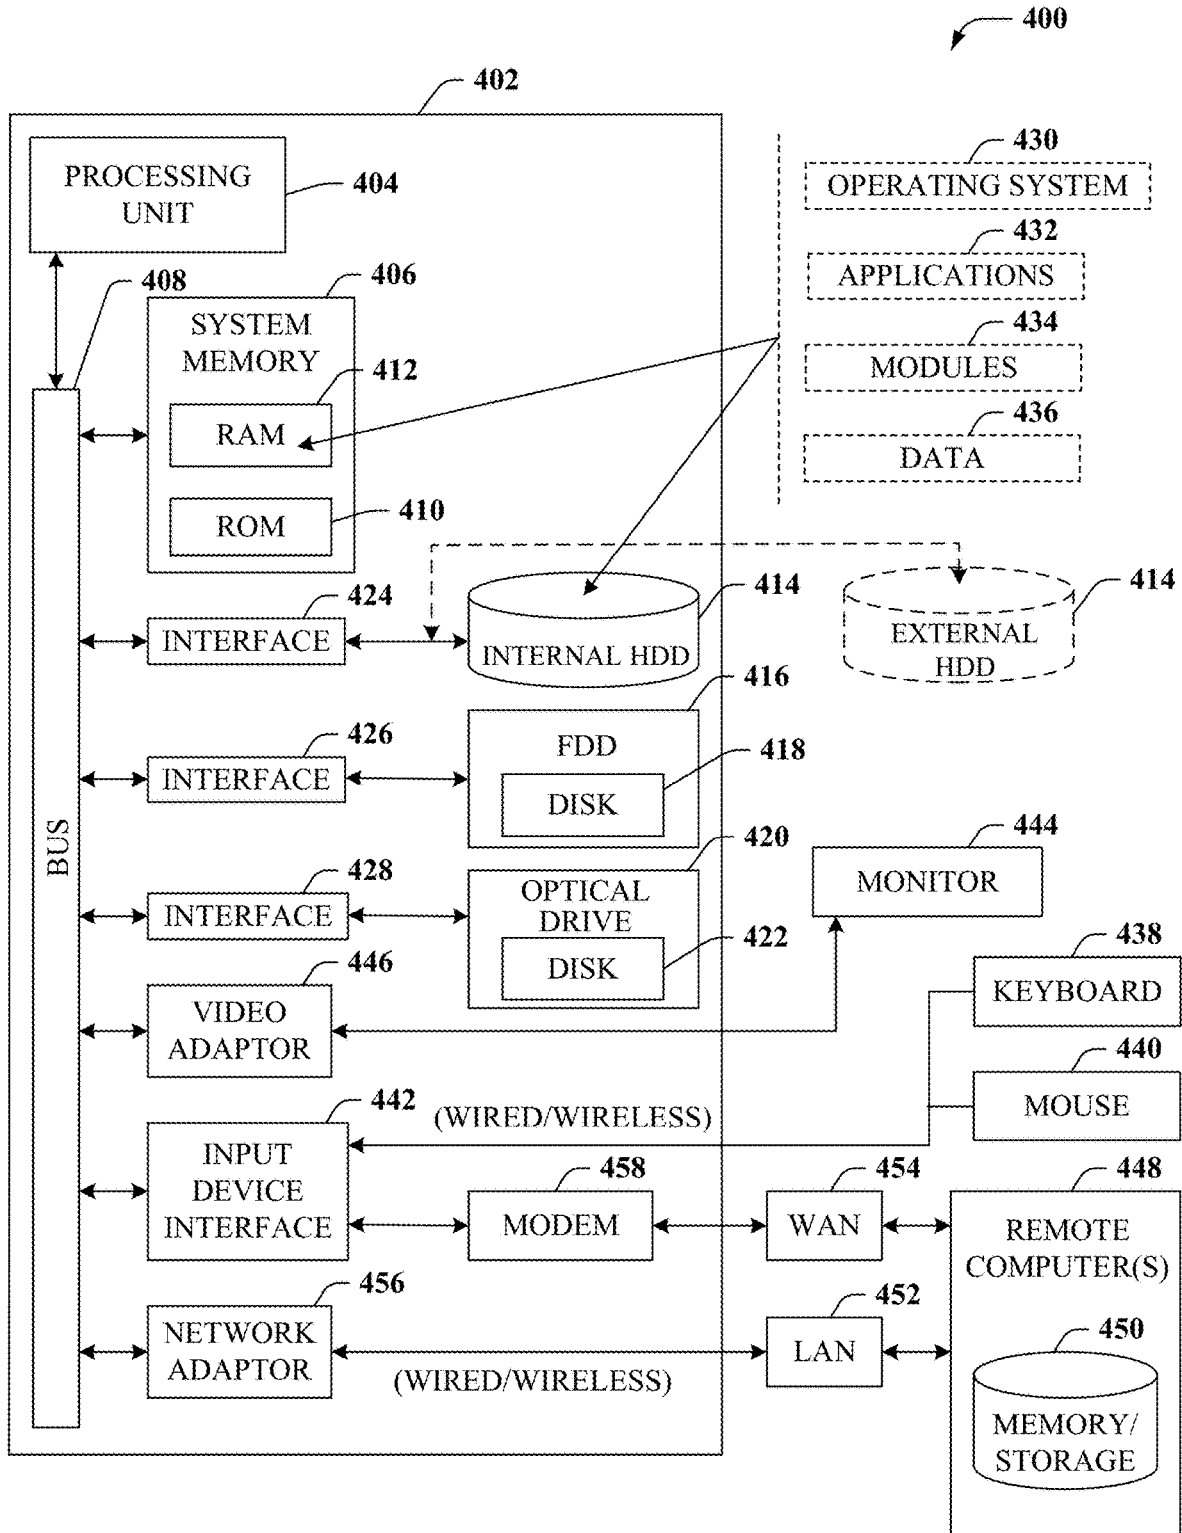 400
402
PROCESSING
UNIT
404
430
OPERATING SYSTEM
432
APPLICATIONS
434
MODULES
436
DATA
408
406
SYSTEM
MEMORY
412
RAM
ROM
410
424
INTERFACE
414
INTERNAL HDD
414
EXTERNAL
HDD
416
FDD
426
INTERFACE
418
DISK
BUS
420
OPTICAL
DRIVE
428
INTERFACE
422
DISK
444
MONITOR
446
VIDEO
ADAPTOR
438
KEYBOARD
440
MOUSE
442
(WIRED/WIRELESS)
INPUT
DEVICE
INTERFACE
458
MODEM
454
WAN
448
REMOTE
COMPUTER(S)
456
NETWORK
ADAPTOR
(WIRED/WIRELESS)
452
LAN
450
MEMORY/
STORAGE